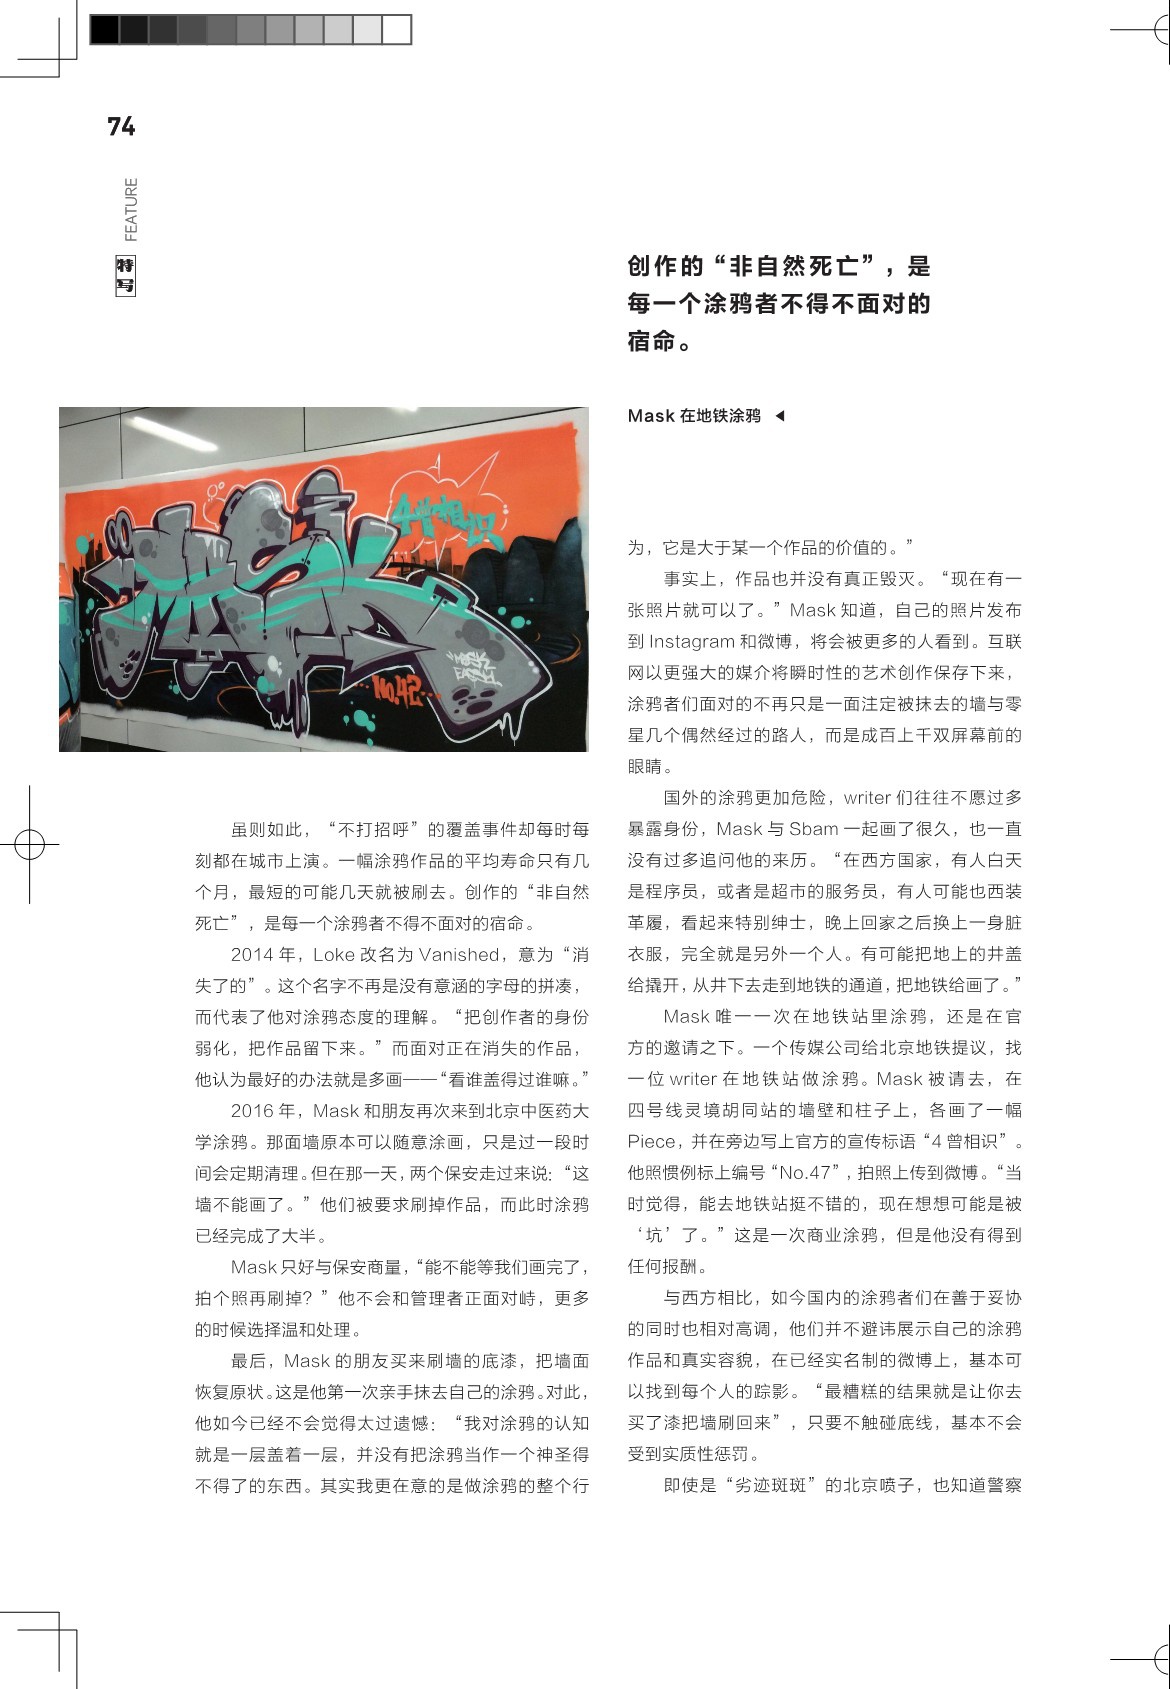 74
FEATURE
特写
创作的“非自然死亡”，是
每一个涂鸦者不得不面对的
宿命。
Mask 在地铁涂鸦
4曾相识
MASK
No.42
虽则如此，“不打招呼”的覆盖事件却每时每
刻都在城市上演。一幅涂鸦作品的平均寿命只有几
个月，最短的可能几天就被刷去。创作的“非自然
死亡”，是每一个涂鸦者不得不面对的宿命。
2014 年，Loke 改名为 Vanished，意为“消
失了的”。这个名字不再是没有意涵的字母的拼凑，
而代表了他对涂鸦态度的理解。“把创作者的身份
弱化，把作品留下来。”而面对正在消失的作品，
他认为最好的办法就是多画——“看谁盖得过谁嘛。”
2016 年，Mask 和朋友再次来到北京中医药大
学涂鸦。那面墙原本可以随意涂画，只是过一段时
间会定期清理。但在那一天，两个保安走过来说：“这
墙不能画了。”他们被要求刷掉作品，而此时涂鸦
已经完成了大半。
Mask 只好与保安商量，“能不能等我们画完了，
拍个照再刷掉？”他不会和管理者正面对峙，更多
的时候选择温和处理。
最后，Mask 的朋友买来刷墙的底漆，把墙面
恢复原状。这是他第一次亲手抹去自己的涂鸦。对此，
他如今已经不会觉得太过遗憾：“我对涂鸦的认知
就是一层盖着一层，并没有把涂鸦当作一个神圣得
不得了的东西。其实我更在意的是做涂鸦的整个行
为，它是大于某一个作品的价值的。”
事实上，作品也并没有真正毁灭。“现在有一
张照片就可以了。”Mask 知道，自己的照片发布
到 Instagram 和微博，将会被更多的人看到。互联
网以更强大的媒介将瞬时性的艺术创作保存下来，
涂鸦者们面对的不再只是一面注定被抹去的墙与零
星几个偶然经过的路人，而是成百上千双屏幕前的
眼睛。
国外的涂鸦更加危险，writer 们往往不愿过多
暴露身份，Mask 与 Sbam 一起画了很久，也一直
没有过多追问他的来历。“在西方国家，有人白天
是程序员，或者是超市的服务员，有人可能也西装
革履，看起来特别绅士，晚上回家之后换上一身脏
衣服，完全就是另外一个人。有可能把地上的井盖
给撬开，从井下去走到地铁的通道，把地铁给画了。”
Mask 唯一一次在地铁站里涂鸦，还是在官
方的邀请之下。一个传媒公司给北京地铁提议，找
一位 writer 在地铁站做涂鸦。Mask 被请去，在
四号线灵境胡同站的墙壁和柱子上，各画了一幅
Piece，并在旁边写上官方的宣传标语“4 曾相识”。
他照惯例标上编号“No.47”，拍照上传到微博。“当
时觉得，能去地铁站挺不错的，现在想想可能是被
‘坑’了。”这是一次商业涂鸦，但是他没有得到
任何报酬。
与西方相比，如今国内的涂鸦者们在善于妥协
的同时也相对高调，他们并不避讳展示自己的涂鸦
作品和真实容貌，在已经实名制的微博上，基本可
以找到每个人的踪影。“最糟糕的结果就是让你去
买了漆把墙刷回来”，只要不触碰底线，基本不会
受到实质性惩罚。
即使是“劣迹斑斑”的北京喷子，也知道警察